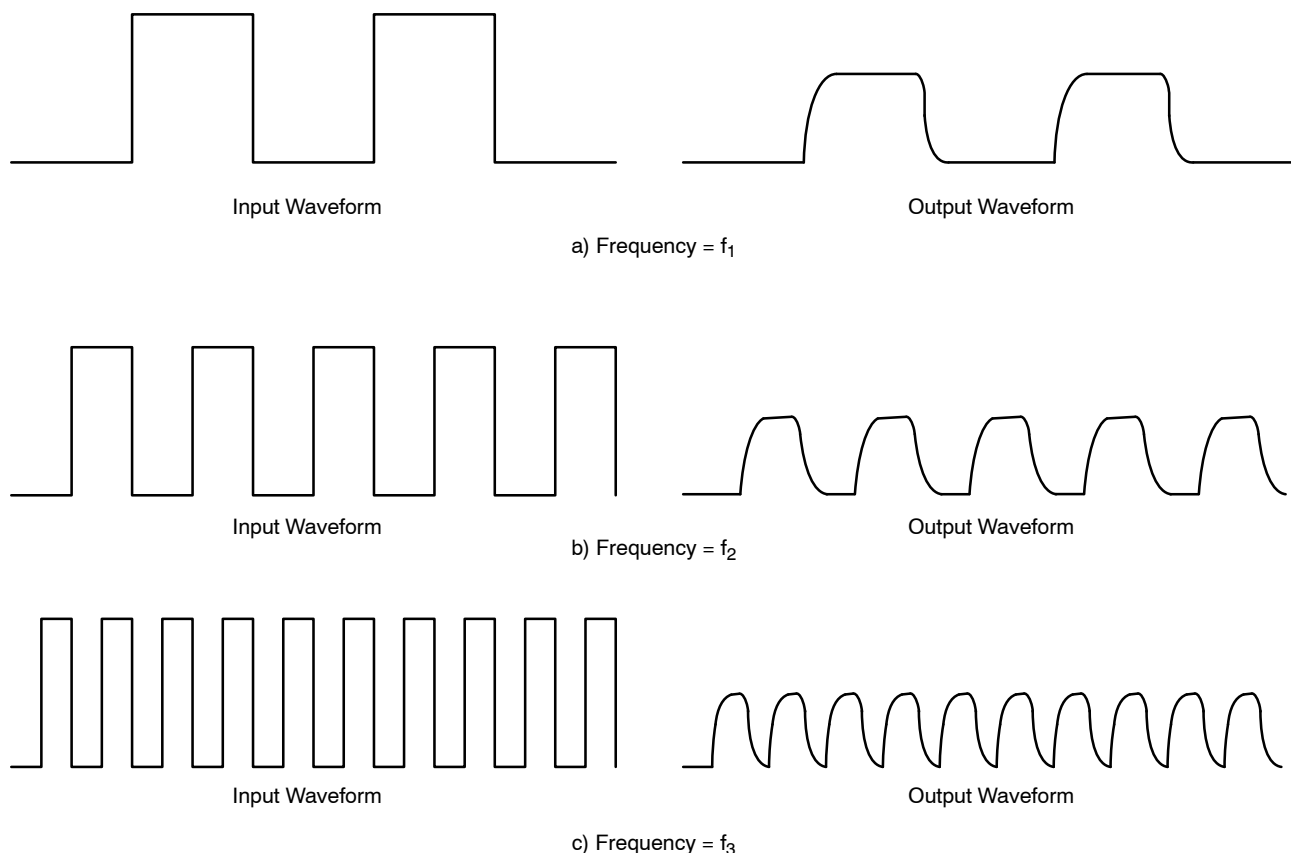 Input Waveform
Output Waveform
a) Frequency = f1
Input Waveform
Output Waveform
b) Frequency = f2
Input Waveform
Output Waveform
c) Frequency = f3